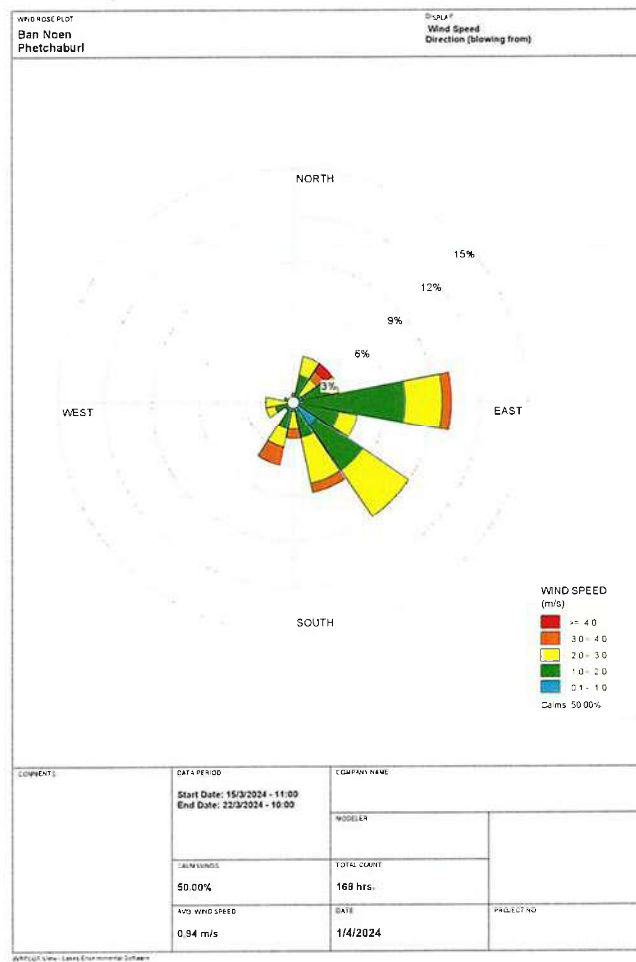 WIND ROSE PLOT
Ban Noen
Phetchaburl
DISPLAY
Wind Speed
Direction (blowing from)
NORTH
15%
12%
9%
6%
3%
WEST
EAST
SOUTH
WIND SPEED
(m/s)
>= 4.0
3.0 - 4.0
2.0 - 3.0
1.0 - 2.0
0.1 - 1.0
Calms 50.00%
COMMENTS
DATA PERIOD
Start Date: 15/3/2024 - 11:00
End Date: 22/3/2024 - 10:00
COMPANY NAME
MODELER
CALM WINDS
50.00%
TOTAL COUNT
168 hrs.
AVG. WIND SPEED
0.94 m/s
DATE
1/4/2024
PROJECT NO.
WRPLOT View - Lakes Environmental Software